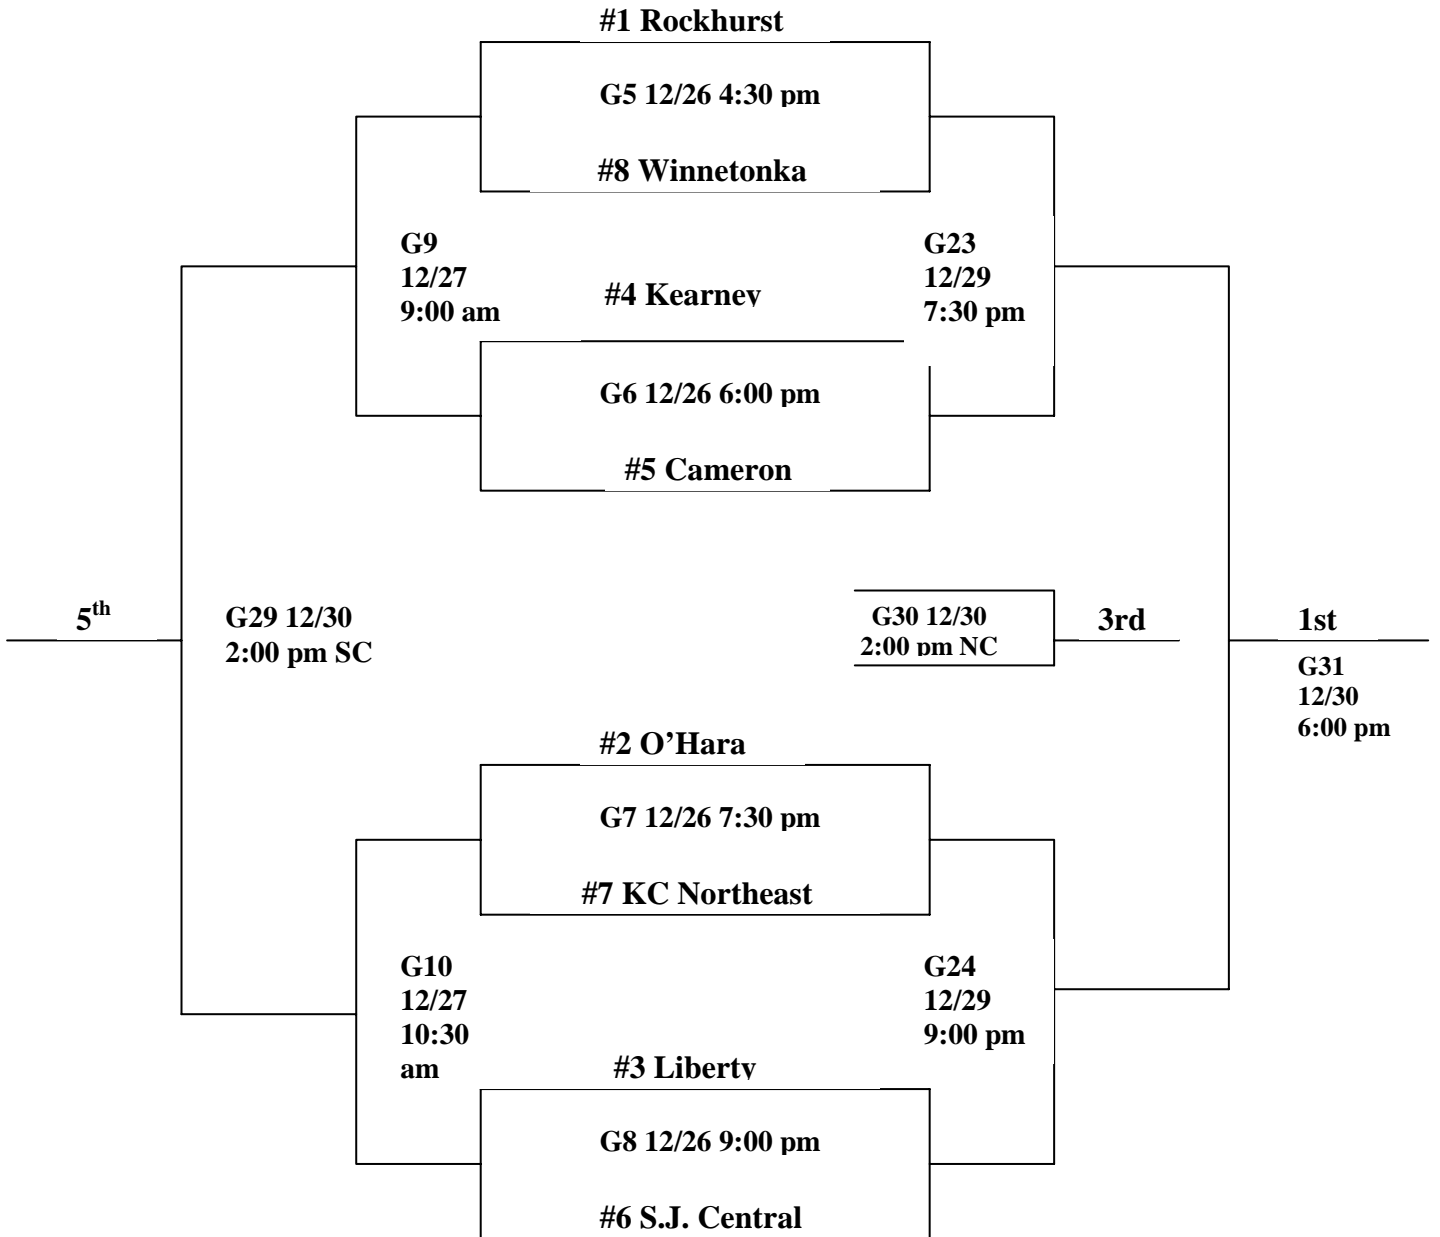 #1 Rockhurst
G5 12/26 4:30 pm
#8 Winnetonka
G9
12/27
9:00 am
#4 Kearney
G23
12/29
7:30 pm
G6 12/26 6:00 pm
#5 Cameron
5th
G29 12/30
2:00 pm SC
G30 12/30
2:00 pm NC
3rd
1st
G31
12/30
6:00 pm
#2 O’Hara
G7 12/26 7:30 pm
#7 KC Northeast
G10
12/27
10:30
am
G24
12/29
9:00 pm
#3 Liberty
G8 12/26 9:00 pm
#6 S.J. Central